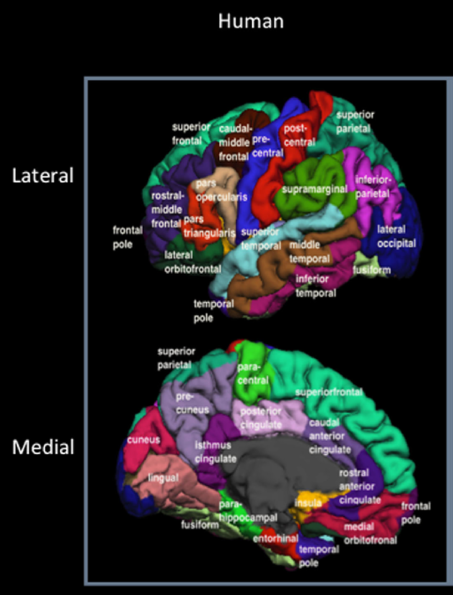 Human
Lateral
superior
frontal
caudal-
middle
frontal
pre-
central
post-
central
superior
parietal
pars
opercularis
supramarginal
inferior-
parietal
rostral-
middle
frontal
pars
triangularis
frontal
pole
superior
temporal
middle
temporal
lateral
occipital
lateral
orbitofrontal
fusiform
inferior
temporal
temporal
pole
Medial
superior
parietal
para-
central
superiorfrontal
pre-
cuneus
posterior
cingulate
caudal
anterior
cingulate
cuneus
isthmus
cingulate
lingual
rostral
anterior
cingulate
insula
para-
hippocampal
frontal
pole
fusiform
medial
orbitofronal
entorhinal
temporal
pole